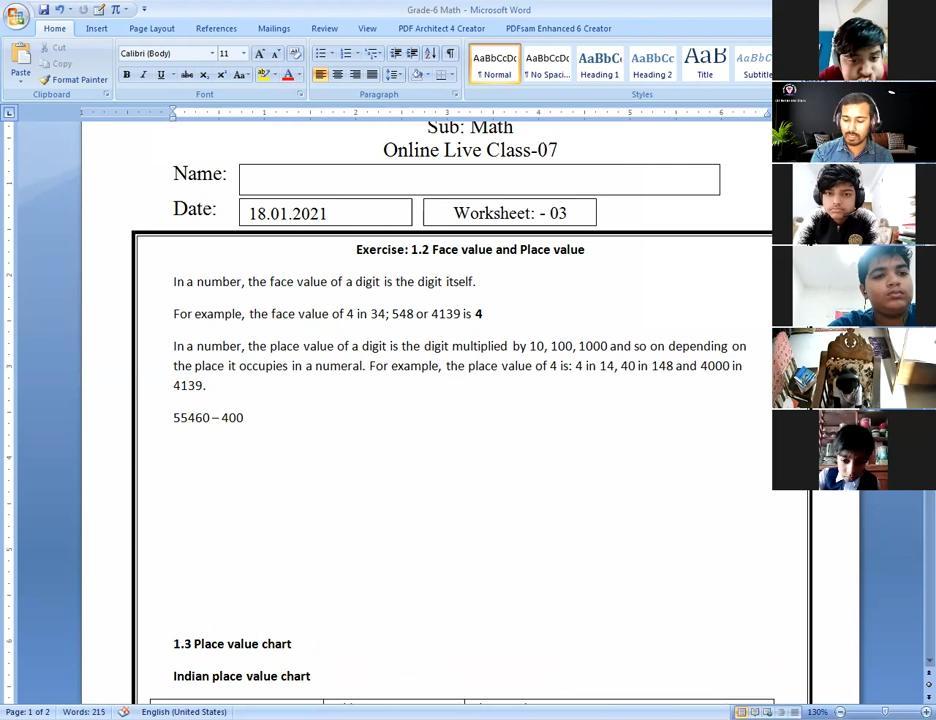 Grade-6 Math - Microsoft Word
Home Insert Page Layout References Mailings Review View PDF Architect 4 Creator PDFsam Enhanced 6 Creator
Cut
Copy
Paste
Format Painter
Calibri (Body) 11
AaBbCcDc AaBbCcDc AaBbCc AaBbCc AaB AaBbCc
¶ Normal ¶ No Spaci... Heading 1 Heading 2 Title Subtitle
Clipboard Font Paragraph Styles
Sub: Math
Online Live Class-07
Name:
Date: 18.01.2021 Worksheet: - 03
Exercise: 1.2 Face value and Place value
In a number, the face value of a digit is the digit itself.
For example, the face value of 4 in 34; 548 or 4139 is 4
In a number, the place value of a digit is the digit multiplied by 10, 100, 1000 and so on depending on
the place it occupies in a numeral. For example, the place value of 4 is: 4 in 14, 40 in 148 and 4000 in
4139.
55460 – 400
1.3 Place value chart
Indian place value chart
Page: 1 of 2 Words: 215 English (United States) 130%